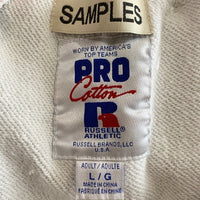 SAMPLES
WORN BY AMERICA'S
TOP TEAMS
PRO
Cotton
R
RUSSELL
ATHLETIC
RUSSELL BRANDS, LLC
U.S.A.
ADULT / ADULTE
L / G
MADE IN CHINA
FABRIQUÉ EN CHINE